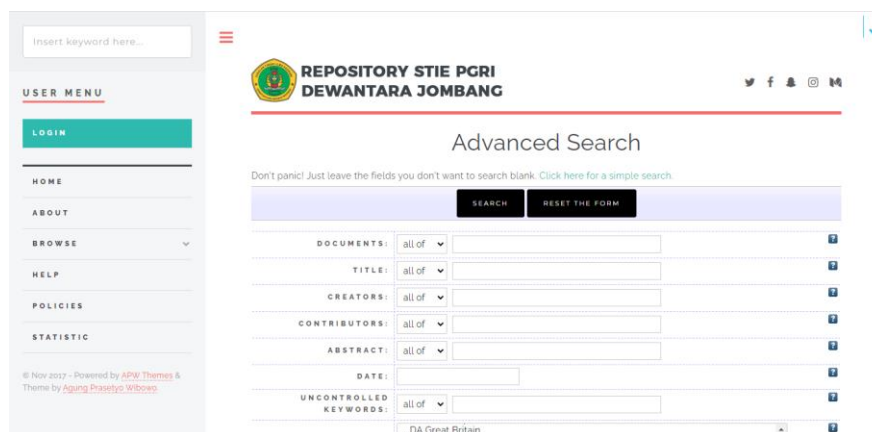 Insert keyword here...
USER MENU
LOGIN
HOME
ABOUT
BROWSE
HELP
POLICIES
STATISTIC
© Nov 2017 - Powered by APW Themes &
Theme by Agung Prasetyo Wibowo.
REPOSITORY STIE PGRI
DEWANTARA JOMBANG
Advanced Search
Don't panic! Just leave the fields you don't want to search blank. Click here for a simple search.
SEARCH RESET THE FORM
DOCUMENTS: all of ?
TITLE: all of ?
CREATORS: all of ?
CONTRIBUTORS: all of ?
ABSTRACT: all of ?
DATE: ?
UNCONTROLLED
KEYWORDS: all of ?
DA Great Britain ?